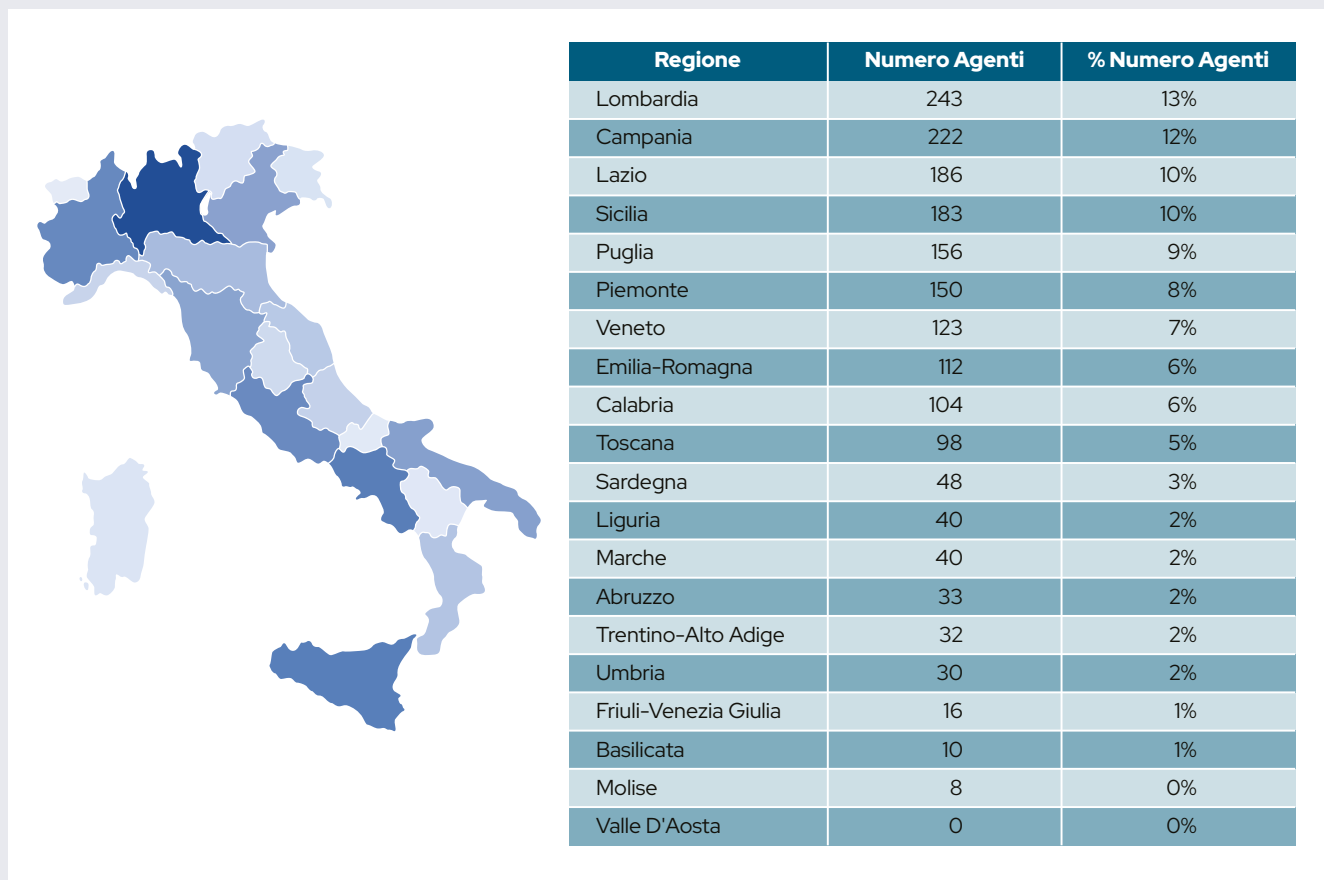 Regione Numero Agenti % Numero Agenti
Lombardia 243 13%
Campania 222 12%
Lazio 186 10%
Sicilia 183 10%
Puglia 156 9%
Piemonte 150 8%
Veneto 123 7%
Emilia-Romagna 112 6%
Calabria 104 6%
Toscana 98 5%
Sardegna 48 3%
Liguria 40 2%
Marche 40 2%
Abruzzo 33 2%
Trentino-Alto Adige 32 2%
Umbria 30 2%
Friuli-Venezia Giulia 16 1%
Basilicata 10 1%
Molise 8 0%
Valle D'Aosta 0 0%